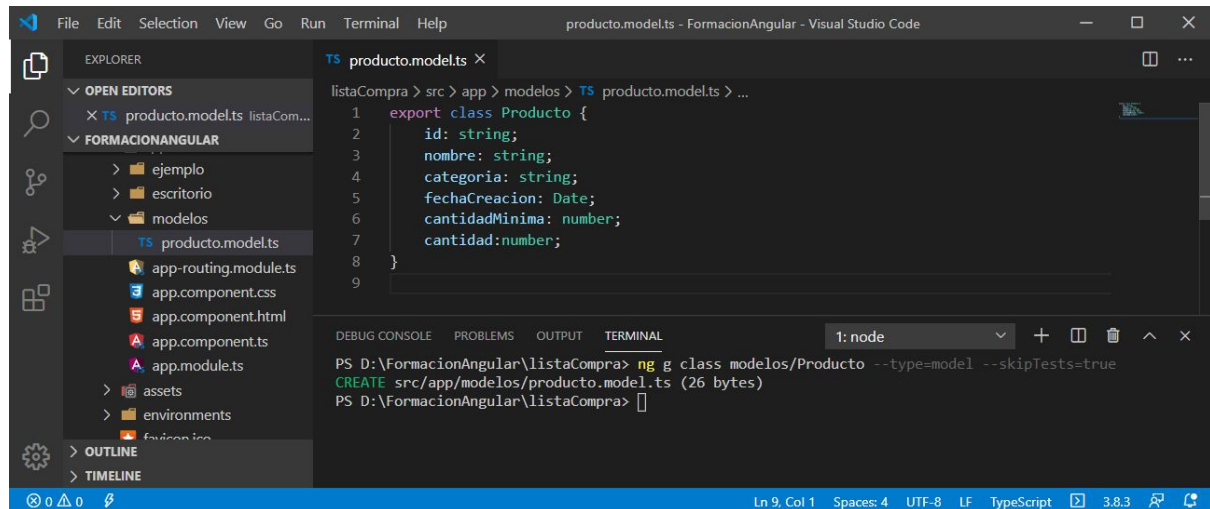 File Edit Selection View Go Run Terminal Help
producto.model.ts - FormacionAngular - Visual Studio Code
EXPLORER
OPEN EDITORS
TS producto.model.ts listaCom...
FORMACIONANGULAR
ejemplo
escritorio
modelos
TS producto.model.ts
app-routing.module.ts
app.component.css
app.component.html
app.component.ts
app.module.ts
assets
environments
favicon.ico
OUTLINE
TIMELINE
TS producto.model.ts
listaCompra > src > app > modelos > TS producto.model.ts > ...
1 export class Producto {
2 id: string;
3 nombre: string;
4 categoria: string;
5 fechaCreacion: Date;
6 cantidadMinima: number;
7 cantidad:number;
8 }
9
DEBUG CONSOLE PROBLEMS OUTPUT TERMINAL 1: node
PS D:\FormacionAngular\listaCompra> ng g class modelos/Producto --type=model --skipTests=true
CREATE src/app/modelos/producto.model.ts (26 bytes)
PS D:\FormacionAngular\listaCompra>
0 0 Ln 9, Col 1 Spaces: 4 UTF-8 LF TypeScript 3.8.3